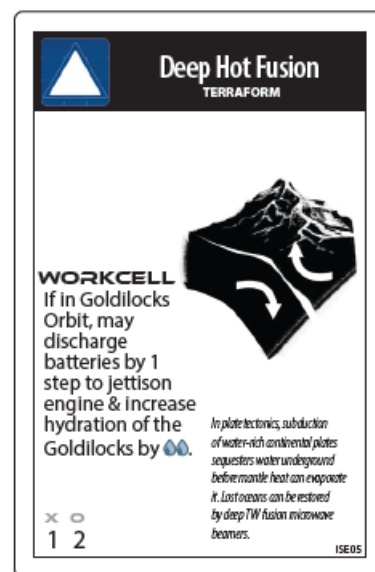 Deep Hot Fusion
TERRAFORM
WORKCELL
If in Goldilocks
Orbit, may
discharge
batteries by 1
step to jettison
engine & increase
hydration of the
Goldilocks by 💧💧.
In plate tectonics, subduction
of water-rich continental plates
sequesters water underground
before mantle heat can evaporate
it. Lost oceans can be restored
by deep TW fusion microwave
beamers.
X O
1 2
ISE05